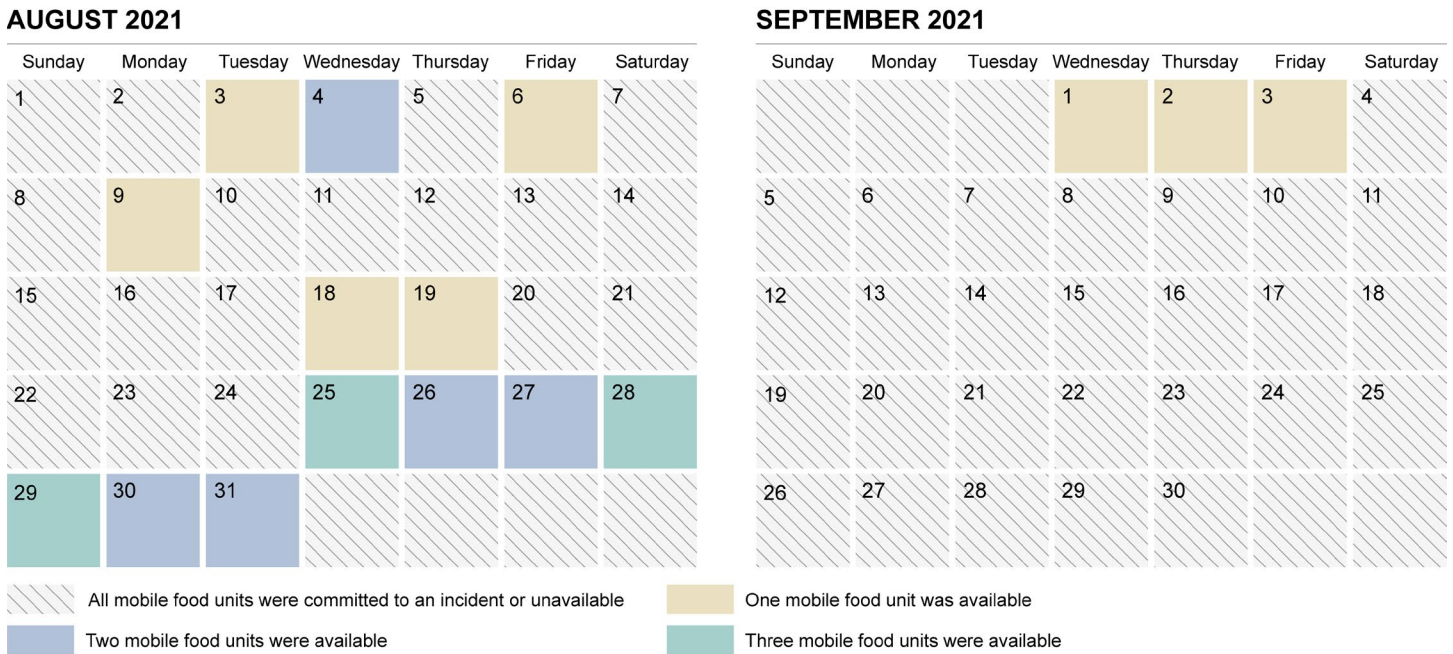 AUGUST 2021
Sunday Monday Tuesday Wednesday Thursday Friday Saturday
1 2 3 4 5 6 7
8 9 10 11 12 13 14
15 16 17 18 19 20 21
22 23 24 25 26 27 28
29 30 31
SEPTEMBER 2021
Sunday Monday Tuesday Wednesday Thursday Friday Saturday
1 2 3 4
5 6 7 8 9 10 11
12 13 14 15 16 17 18
19 20 21 22 23 24 25
26 27 28 29 30
All mobile food units were committed to an incident or unavailable
One mobile food unit was available
Two mobile food units were available
Three mobile food units were available